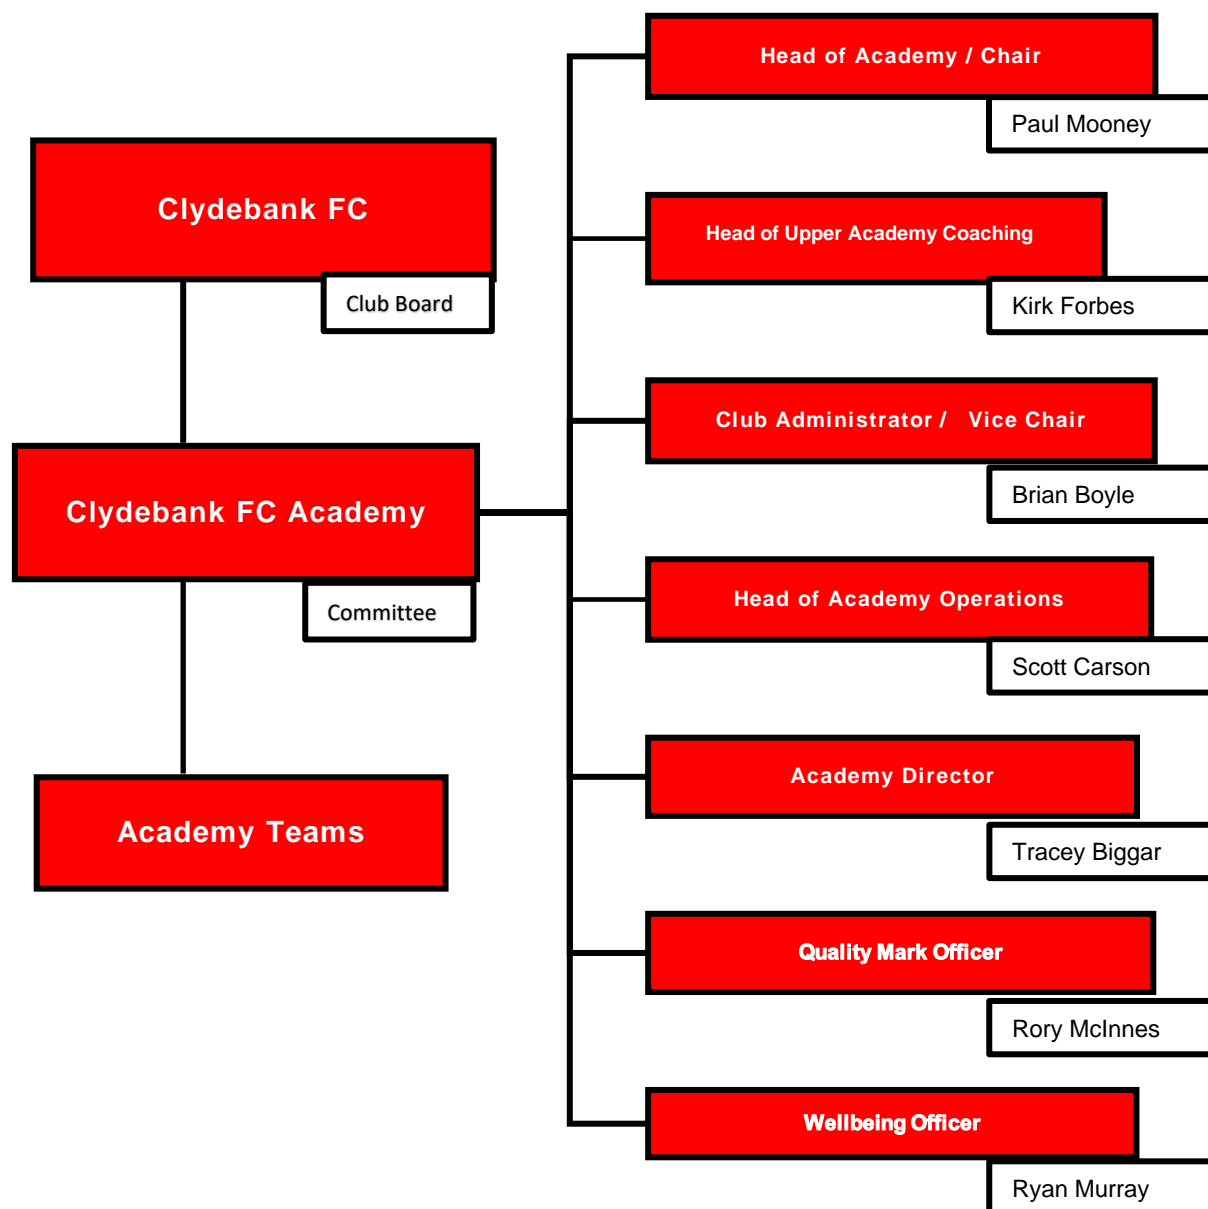 Clydebank FC
Club Board
Clydebank FC Academy
Committee
Academy Teams
Head of Academy / Chair
Paul Mooney
Head of Upper Academy Coaching
Kirk Forbes
Club Administrator / Vice Chair
Brian Boyle
Head of Academy Operations
Scott Carson
Academy Director
Tracey Biggar
Quality Mark Officer
Rory McInnes
Wellbeing Officer
Ryan Murray